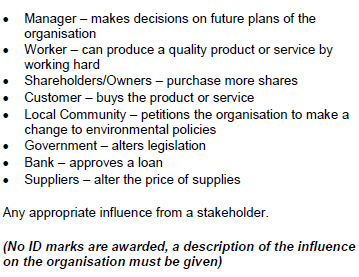 • Manager – makes decisions on future plans of the
organisation
• Worker – can produce a quality product or service by
working hard
• Shareholders/Owners – purchase more shares
• Customer – buys the product or service
• Local Community – petitions the organisation to make a
change to environmental policies
• Government – alters legislation
• Bank – approves a loan
• Suppliers – alter the price of supplies
Any appropriate influence from a stakeholder.
(No ID marks are awarded, a description of the influence
on the organisation must be given)